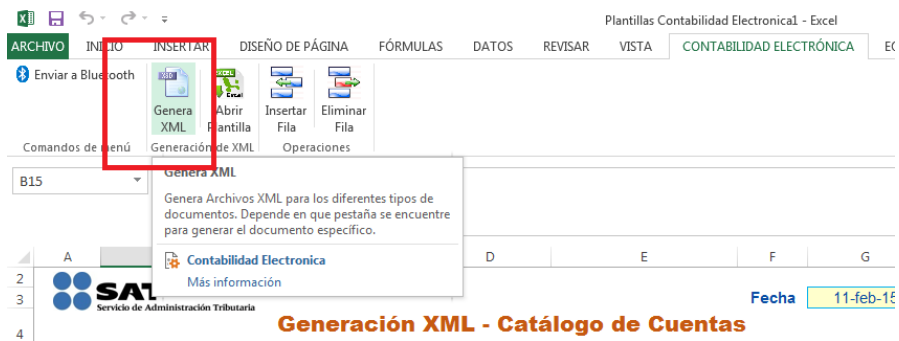 Plantillas Contabilidad Electronica1 - Excel
ARCHIVO INICIO INSERTAR DISEÑO DE PÁGINA FÓRMULAS DATOS REVISAR VISTA CONTABILIDAD ELECTRÓNICA
Enviar a Bluetooth
Genera XML
Abrir Plantilla
Insertar Fila
Eliminar Fila
Comandos de menú Generación de XML Operaciones
B15
Genera XML
Genera Archivos XML para los diferentes tipos de
documentos. Depende en que pestaña se encuentre
para generar el documento específico.
Contabilidad Electronica
Más información
A D E F G
2
3
4
SAT
Servicio de Administración Tributaria
Fecha 11-feb-15
Generación XML - Catálogo de Cuentas